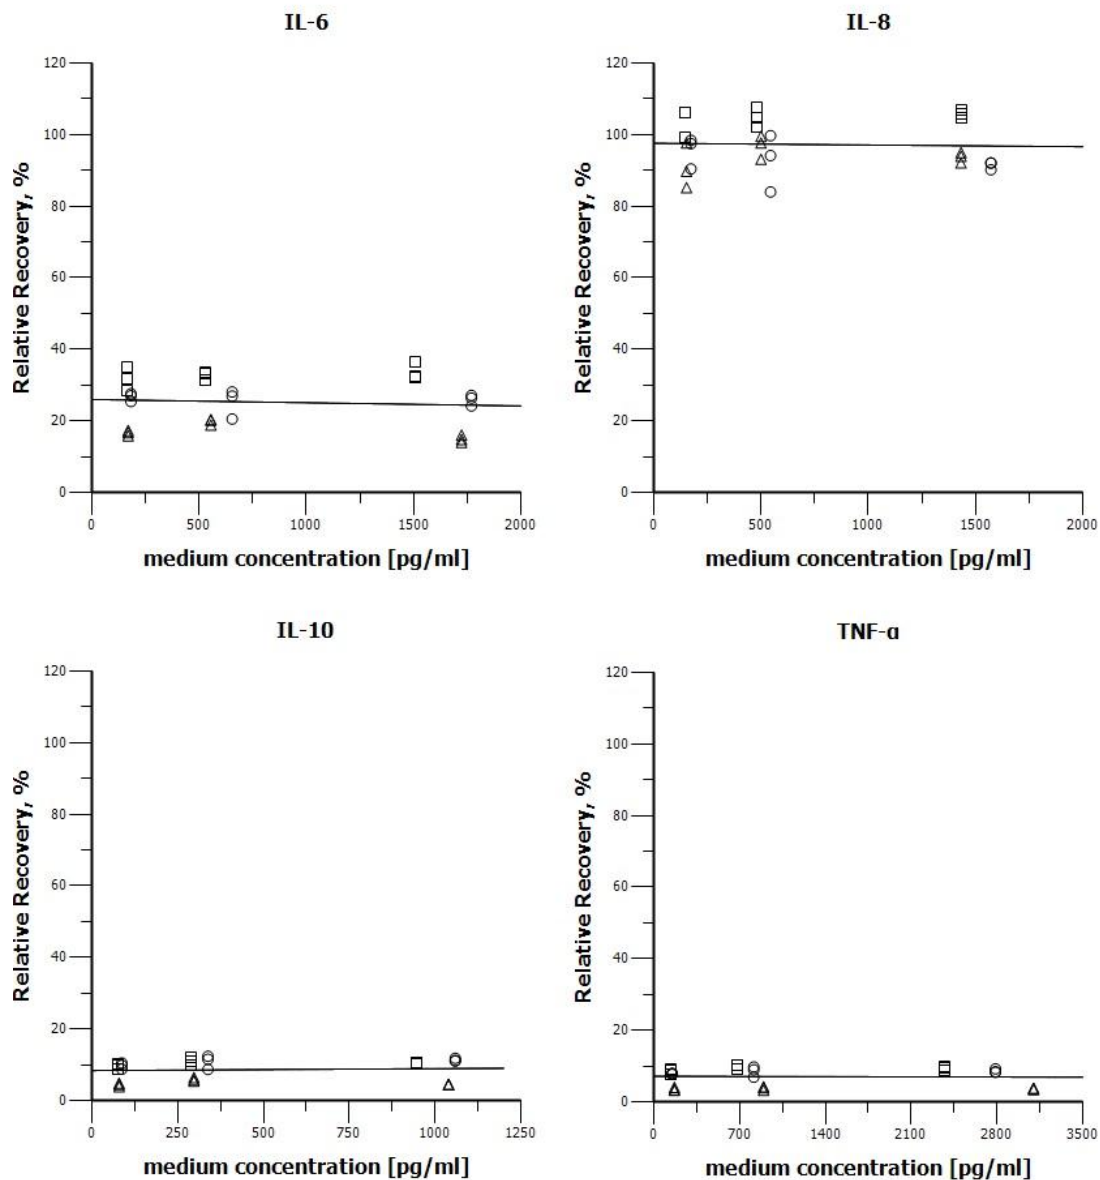 IL-6
120
100
80
60
40
20
0
Relative Recovery, %
0 500 1000 1500 2000
medium concentration [pg/ml]
IL-8
120
100
80
60
40
20
0
Relative Recovery, %
0 500 1000 1500 2000
medium concentration [pg/ml]
IL-10
120
100
80
60
40
20
0
Relative Recovery, %
0 250 500 750 1000 1250
medium concentration [pg/ml]
TNF-α
120
100
80
60
40
20
0
Relative Recovery, %
0 700 1400 2100 2800 3500
medium concentration [pg/ml]